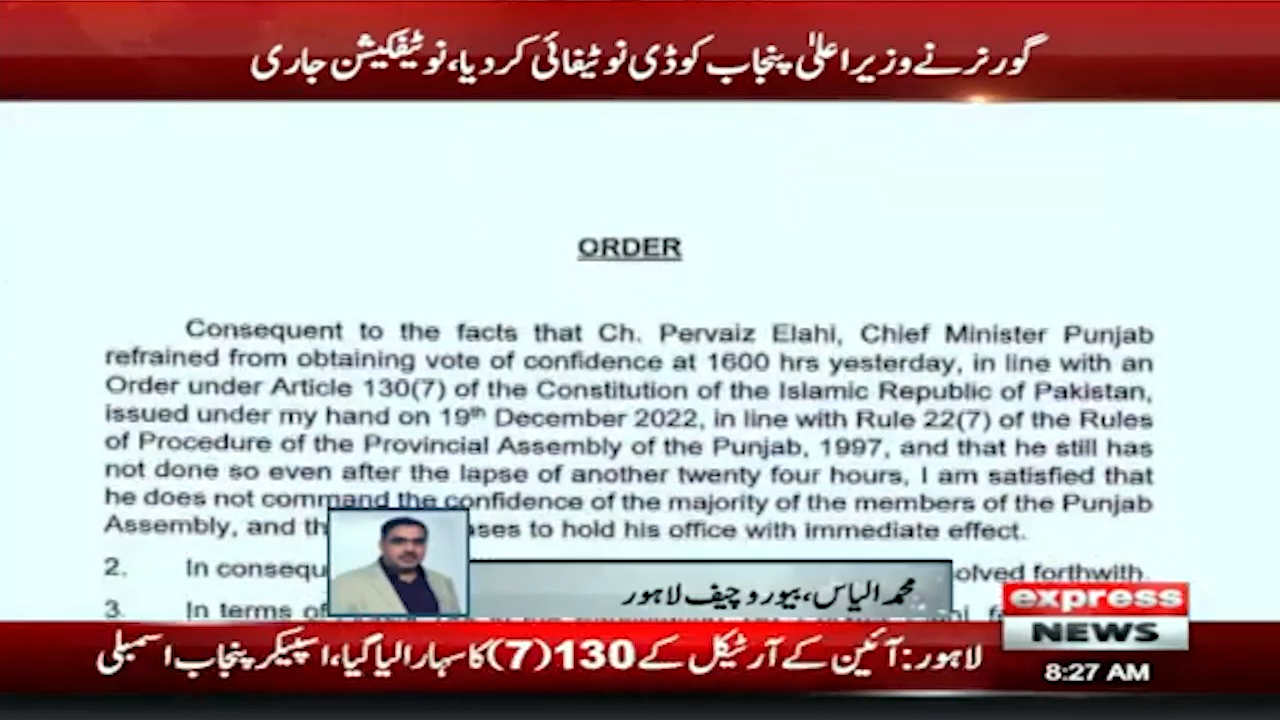 گورنر نے وزیراعلیٰ پنجاب کو ڈی نوٹیفائی کر دیا، نوٹیفکیشن جاری
ORDER
Consequent to the facts that Ch. Pervaiz Elahi, Chief Minister Punjab
refrained from obtaining vote of confidence at 1600 hrs yesterday, in line with an
Order under Article 130(7) of the Constitution of the Islamic Republic of Pakistan,
issued under my hand on 19th December 2022, in line with Rule 22(7) of the Rules
of Procedure of the Provincial Assembly of the Punjab, 1997, and that he still has
not done so even after the lapse of another twenty four hours, I am satisfied that
he does not command the confidence of the majority of the members of the Punjab
Assembly, and to hold his office with immediate effect.
2. In forthwith.
3. In terms of
محمد الیاس، بیورو چیف لاہور
express
NEWS
لاہور: آئین کے آرٹیکل کے 130(7) کا سہارا لیا گیا، اسپیکر پنجاب اسمبلی
8:27 AM